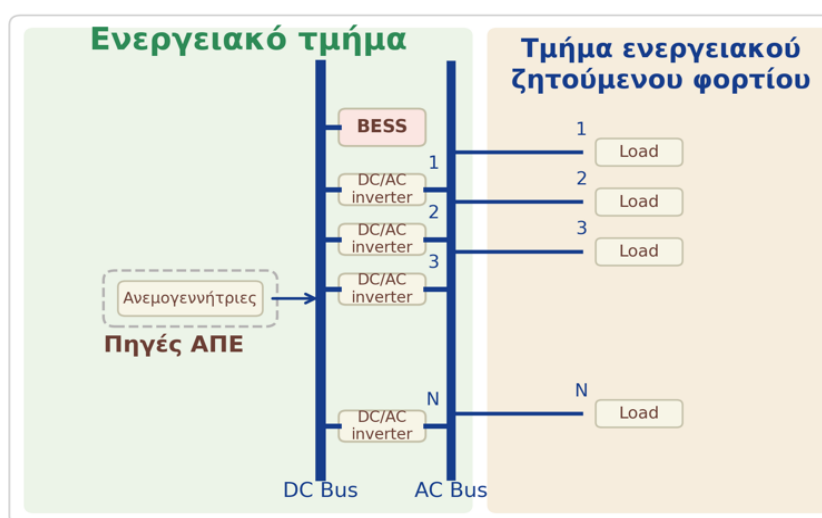 Ενεργειακό τμήμα
Τμήμα ενεργειακού
ζητούμενου φορτίου
BESS
1
DC/AC
inverter
2
DC/AC
inverter
3
DC/AC
inverter
N
DC/AC
inverter
Ανεμογεννήτριες
Πηγές ΑΠΕ
DC Bus
AC Bus
1
Load
2
Load
3
Load
N
Load